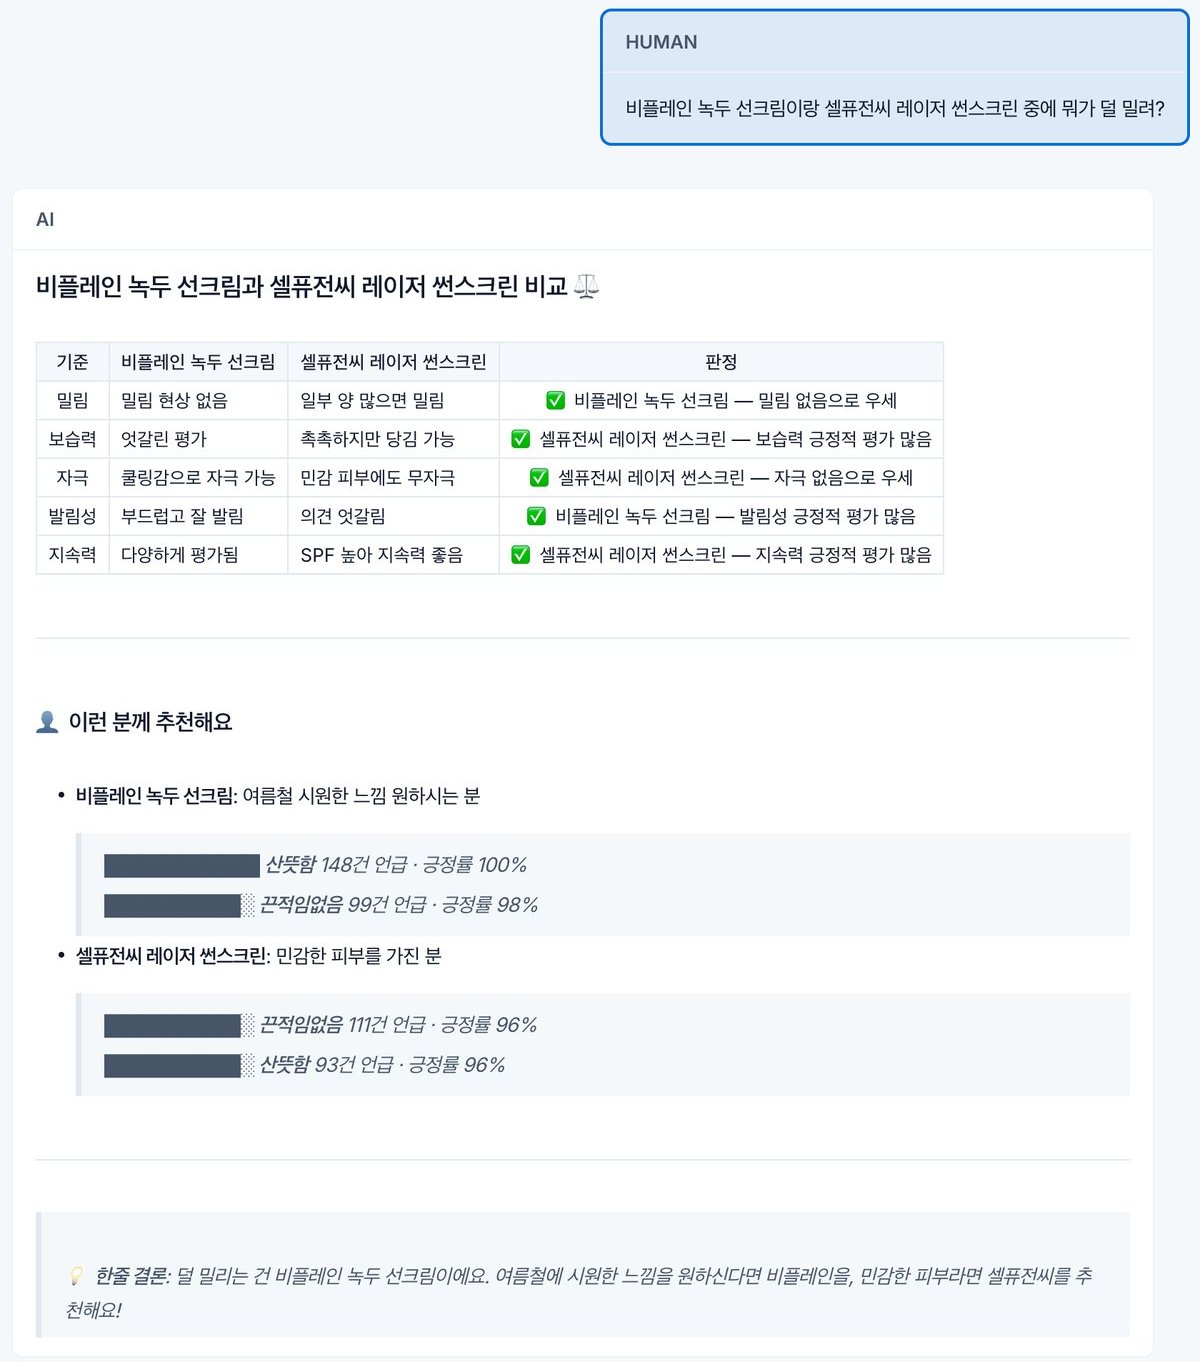 HUMAN
비플레인 녹두 선크림이랑 셀퓨전씨 레이저 썬스크린 중에 뭐가 덜 밀려?
AI
비플레인 녹두 선크림과 셀퓨전씨 레이저 썬스크린 비교 ⚖️
기준 비플레인 녹두 선크림 셀퓨전씨 레이저 썬스크린 판정
밀림 밀림 현상 없음 일부 양 많으면 밀림 ✅ 비플레인 녹두 선크림 — 밀림 없음으로 우세
보습력 엇갈린 평가 촉촉하지만 당김 가능 ✅ 셀퓨전씨 레이저 썬스크린 — 보습력 긍정적 평가 많음
자극 쿨링감으로 자극 가능 민감 피부에도 무자극 ✅ 셀퓨전씨 레이저 썬스크린 — 자극 없음으로 우세
발림성 부드럽고 잘 발림 의견 엇갈림 ✅ 비플레인 녹두 선크림 — 발림성 긍정적 평가 많음
지속력 다양하게 평가됨 SPF 높아 지속력 좋음 ✅ 셀퓨전씨 레이저 썬스크린 — 지속력 긍정적 평가 많음
👤 이런 분께 추천해요
• 비플레인 녹두 선크림: 여름철 시원한 느낌 원하시는 분
산뜻함 148건 언급 · 긍정률 100%
끈적임없음 99건 언급 · 긍정률 98%
• 셀퓨전씨 레이저 썬스크린: 민감한 피부를 가진 분
끈적임없음 111건 언급 · 긍정률 96%
산뜻함 93건 언급 · 긍정률 96%
💡 한줄 결론: 덜 밀리는 건 비플레인 녹두 선크림이에요. 여름철에 시원한 느낌을 원하신다면 비플레인을, 민감한 피부라면 셀퓨전씨를 추
천해요!